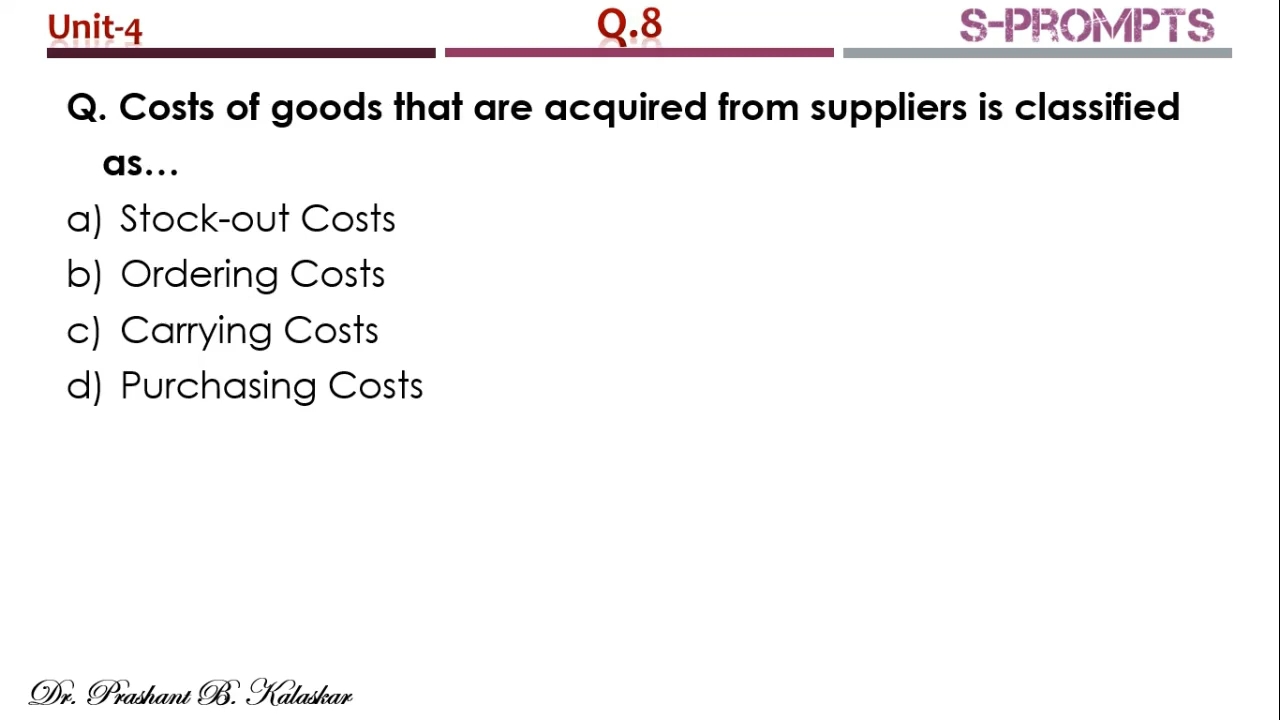 Unit-4 Q.8 S-PROMPTS
Q. Costs of goods that are acquired from suppliers is classified
as...
a) Stock-out Costs
b) Ordering Costs
c) Carrying Costs
d) Purchasing Costs
Dr. Prashant B. Kalaskar